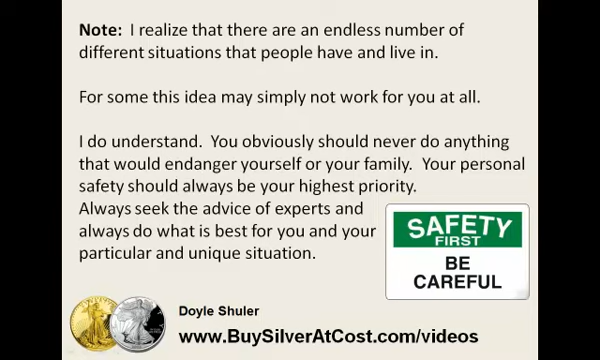 Note: I realize that there are an endless number of
different situations that people have and live in.
For some this idea may simply not work for you at all.
I do understand. You obviously should never do anything
that would endanger yourself or your family. Your personal
safety should always be your highest priority.
Always seek the advice of experts and
always do what is best for you and your
particular and unique situation.
SAFETY
FIRST
BE
CAREFUL
Doyle Shuler
www.BuySilverAtCost.com/videos